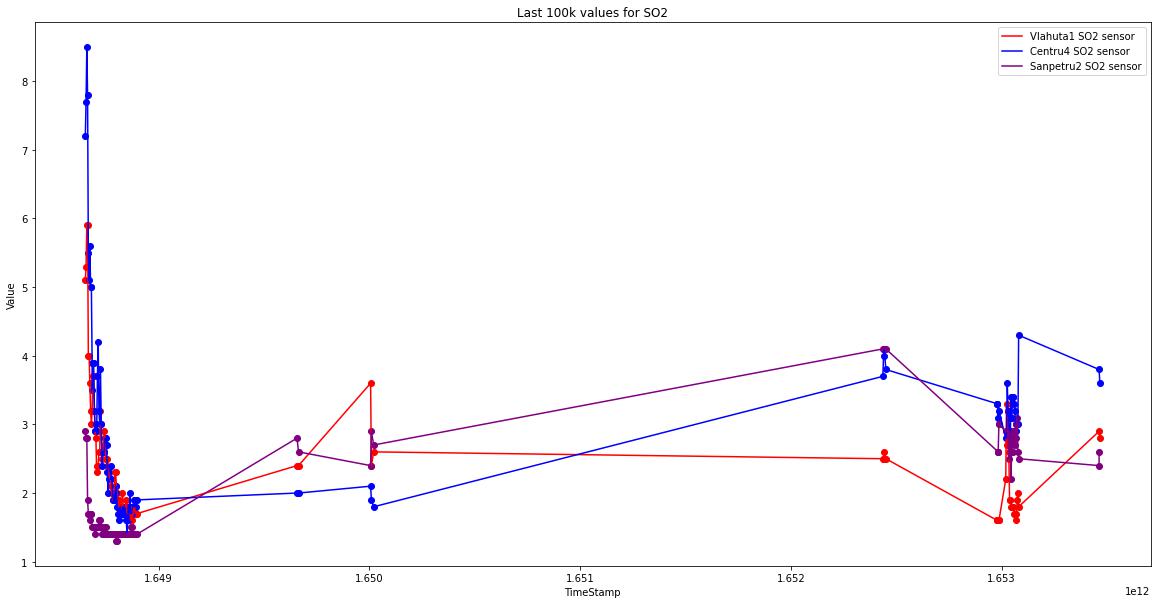 Last 100k values for SO2
Vlahuta1 SO2 sensor
Centru4 SO2 sensor
Sanpetru2 SO2 sensor
Value
8
7
6
5
4
3
2
1
1.649 1.650 1.651 1.652 1.653
1e12
TimeStamp